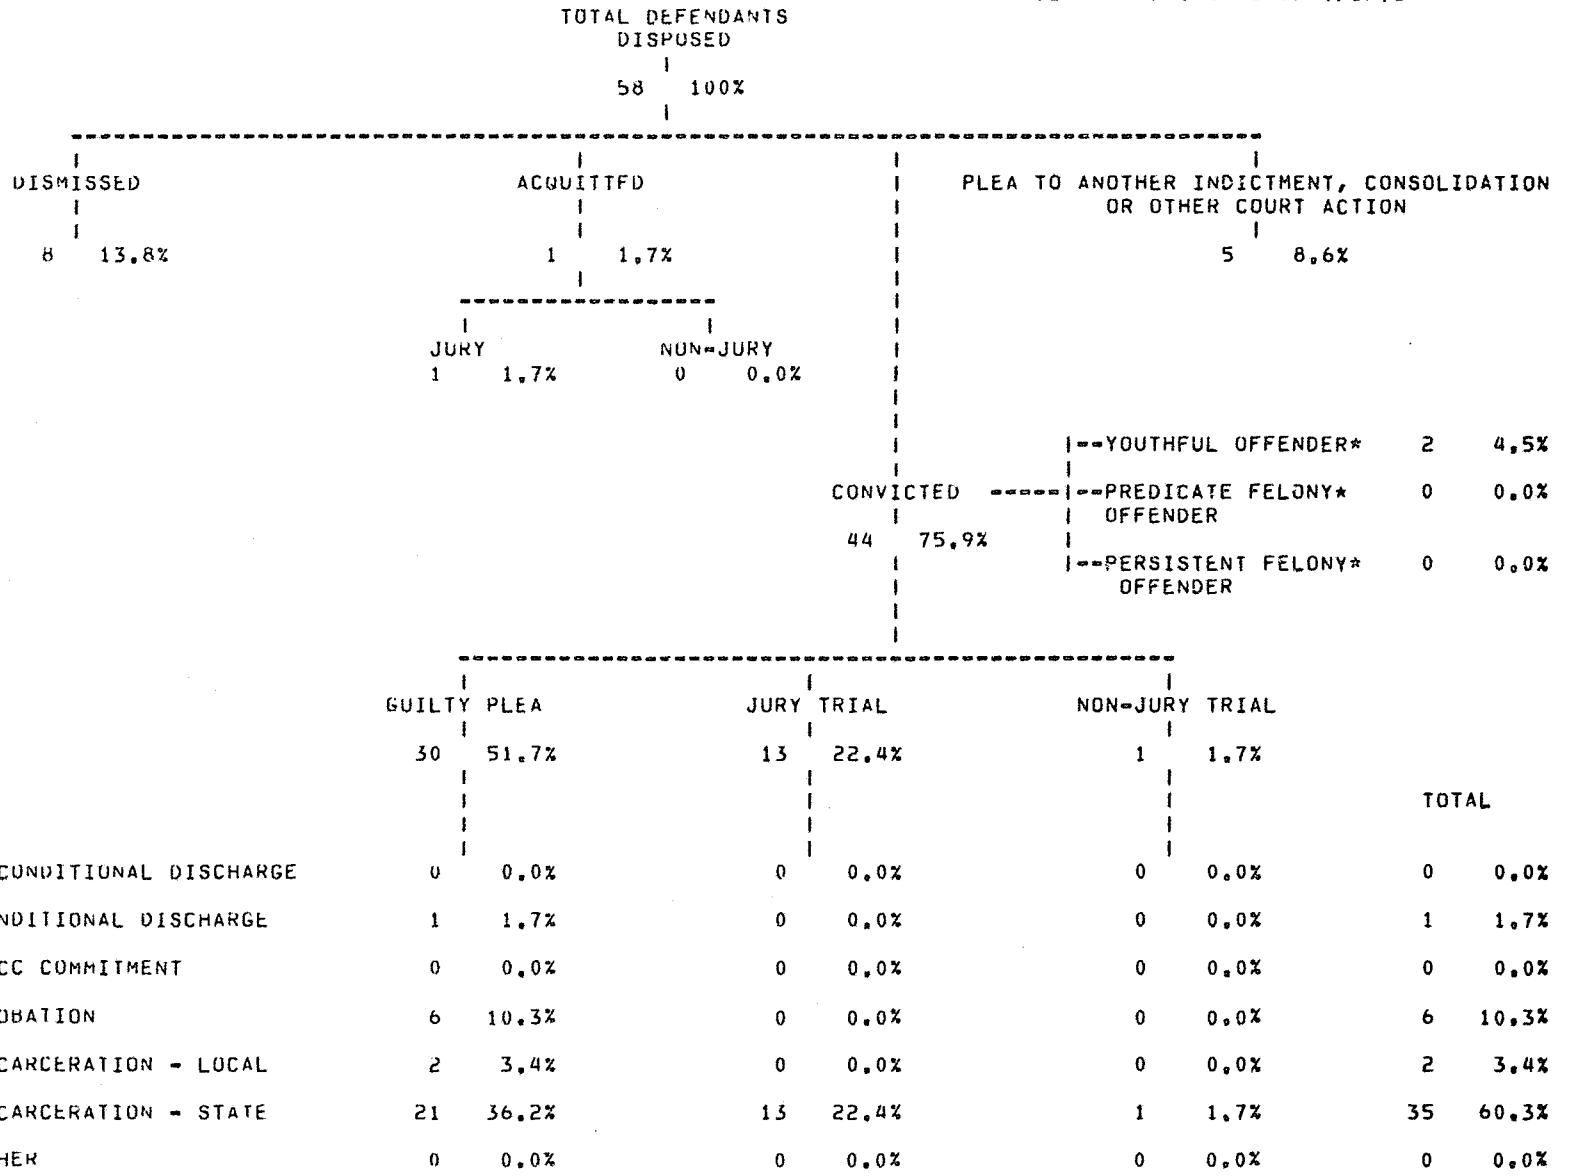 TOTAL DEFENDANTS
DISPOSED
58 100%
DISMISSED ACQUITTED PLEA TO ANOTHER INDICTMENT, CONSOLIDATION
OR OTHER COURT ACTION
8 13.8% 1 1.7% 5 8.6%
JURY NON-JURY
1 1.7% 0 0.0%
YOUTHFUL OFFENDER* 2 4.5%
CONVICTED PREDICATE FELONY* 0 0.0%
OFFENDER
44 75.9%
PERSISTENT FELONY* 0 0.0%
OFFENDER
GUILTY PLEA JURY TRIAL NON-JURY TRIAL
30 51.7% 13 22.4% 1 1.7%
TOTAL
CONDITIONAL DISCHARGE 0 0.0% 0 0.0% 0 0.0% 0 0.0%
NDITIONAL DISCHARGE 1 1.7% 0 0.0% 0 0.0% 1 1.7%
CC COMMITMENT 0 0.0% 0 0.0% 0 0.0% 0 0.0%
OBATION 6 10.3% 0 0.0% 0 0.0% 6 10.3%
CARCERATION - LOCAL 2 3.4% 0 0.0% 0 0.0% 2 3.4%
CARCERATION - STATE 21 36.2% 13 22.4% 1 1.7% 35 60.3%
HER 0 0.0% 0 0.0% 0 0.0% 0 0.0%